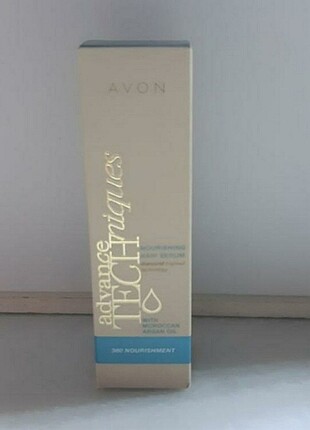 AVON
advance
TECHniques
NOURISHING
HAIR SERUM
WITH
MOROCCAN
ARGAN OIL
360 NOURISHMENT